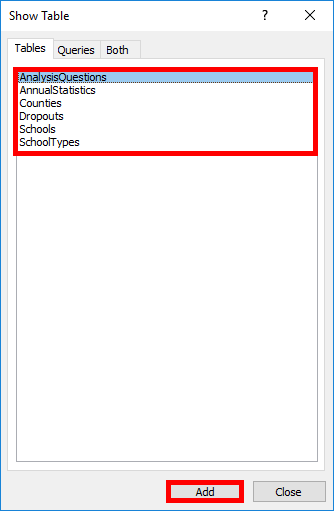 Show Table ?
Tables Queries Both
AnalysisQuestions
AnnualStatistics
Counties
Dropouts
Schools
SchoolTypes
Add Close